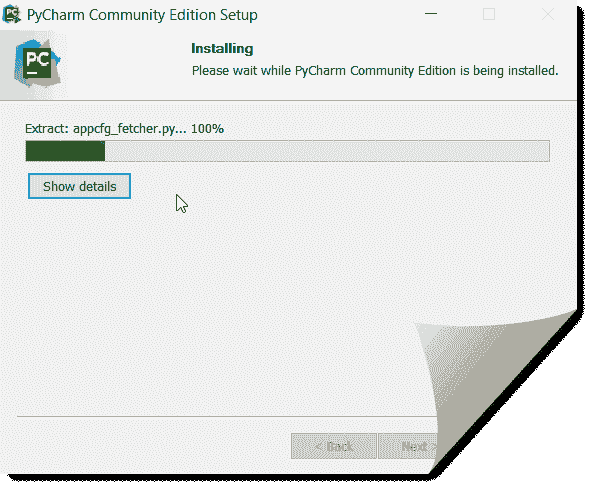 PyCharm Community Edition Setup
PC
Installing
Please wait while PyCharm Community Edition is being installed.
Extract: appcfg_fetcher.py... 100%
Show details
< Back
Next >